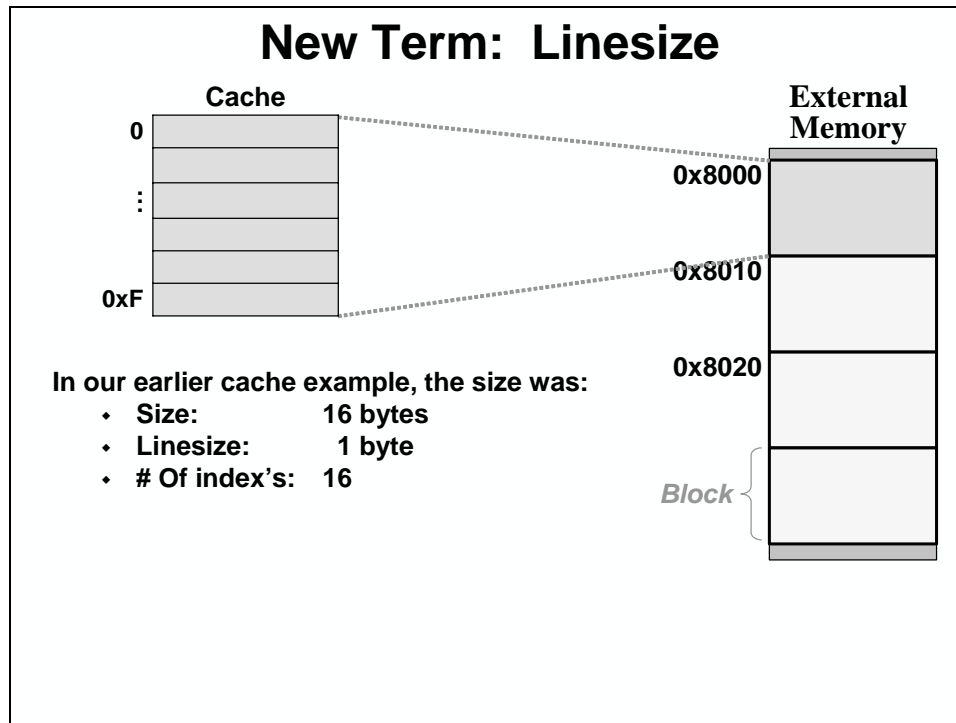 New Term: Linesize
Cache
External
Memory
0
⋮
0xF
0x8000
0x8010
0x8020
Block
In our earlier cache example, the size was:
• Size: 16 bytes
• Linesize: 1 byte
• # Of index's: 16